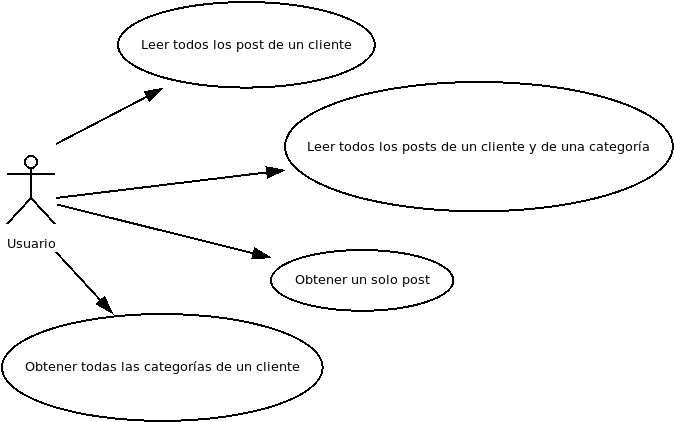 Leer todos los post de un cliente
Leer todos los posts de un cliente y de una categoría
Usuario
Obtener un solo post
Obtener todas las categorías de un cliente